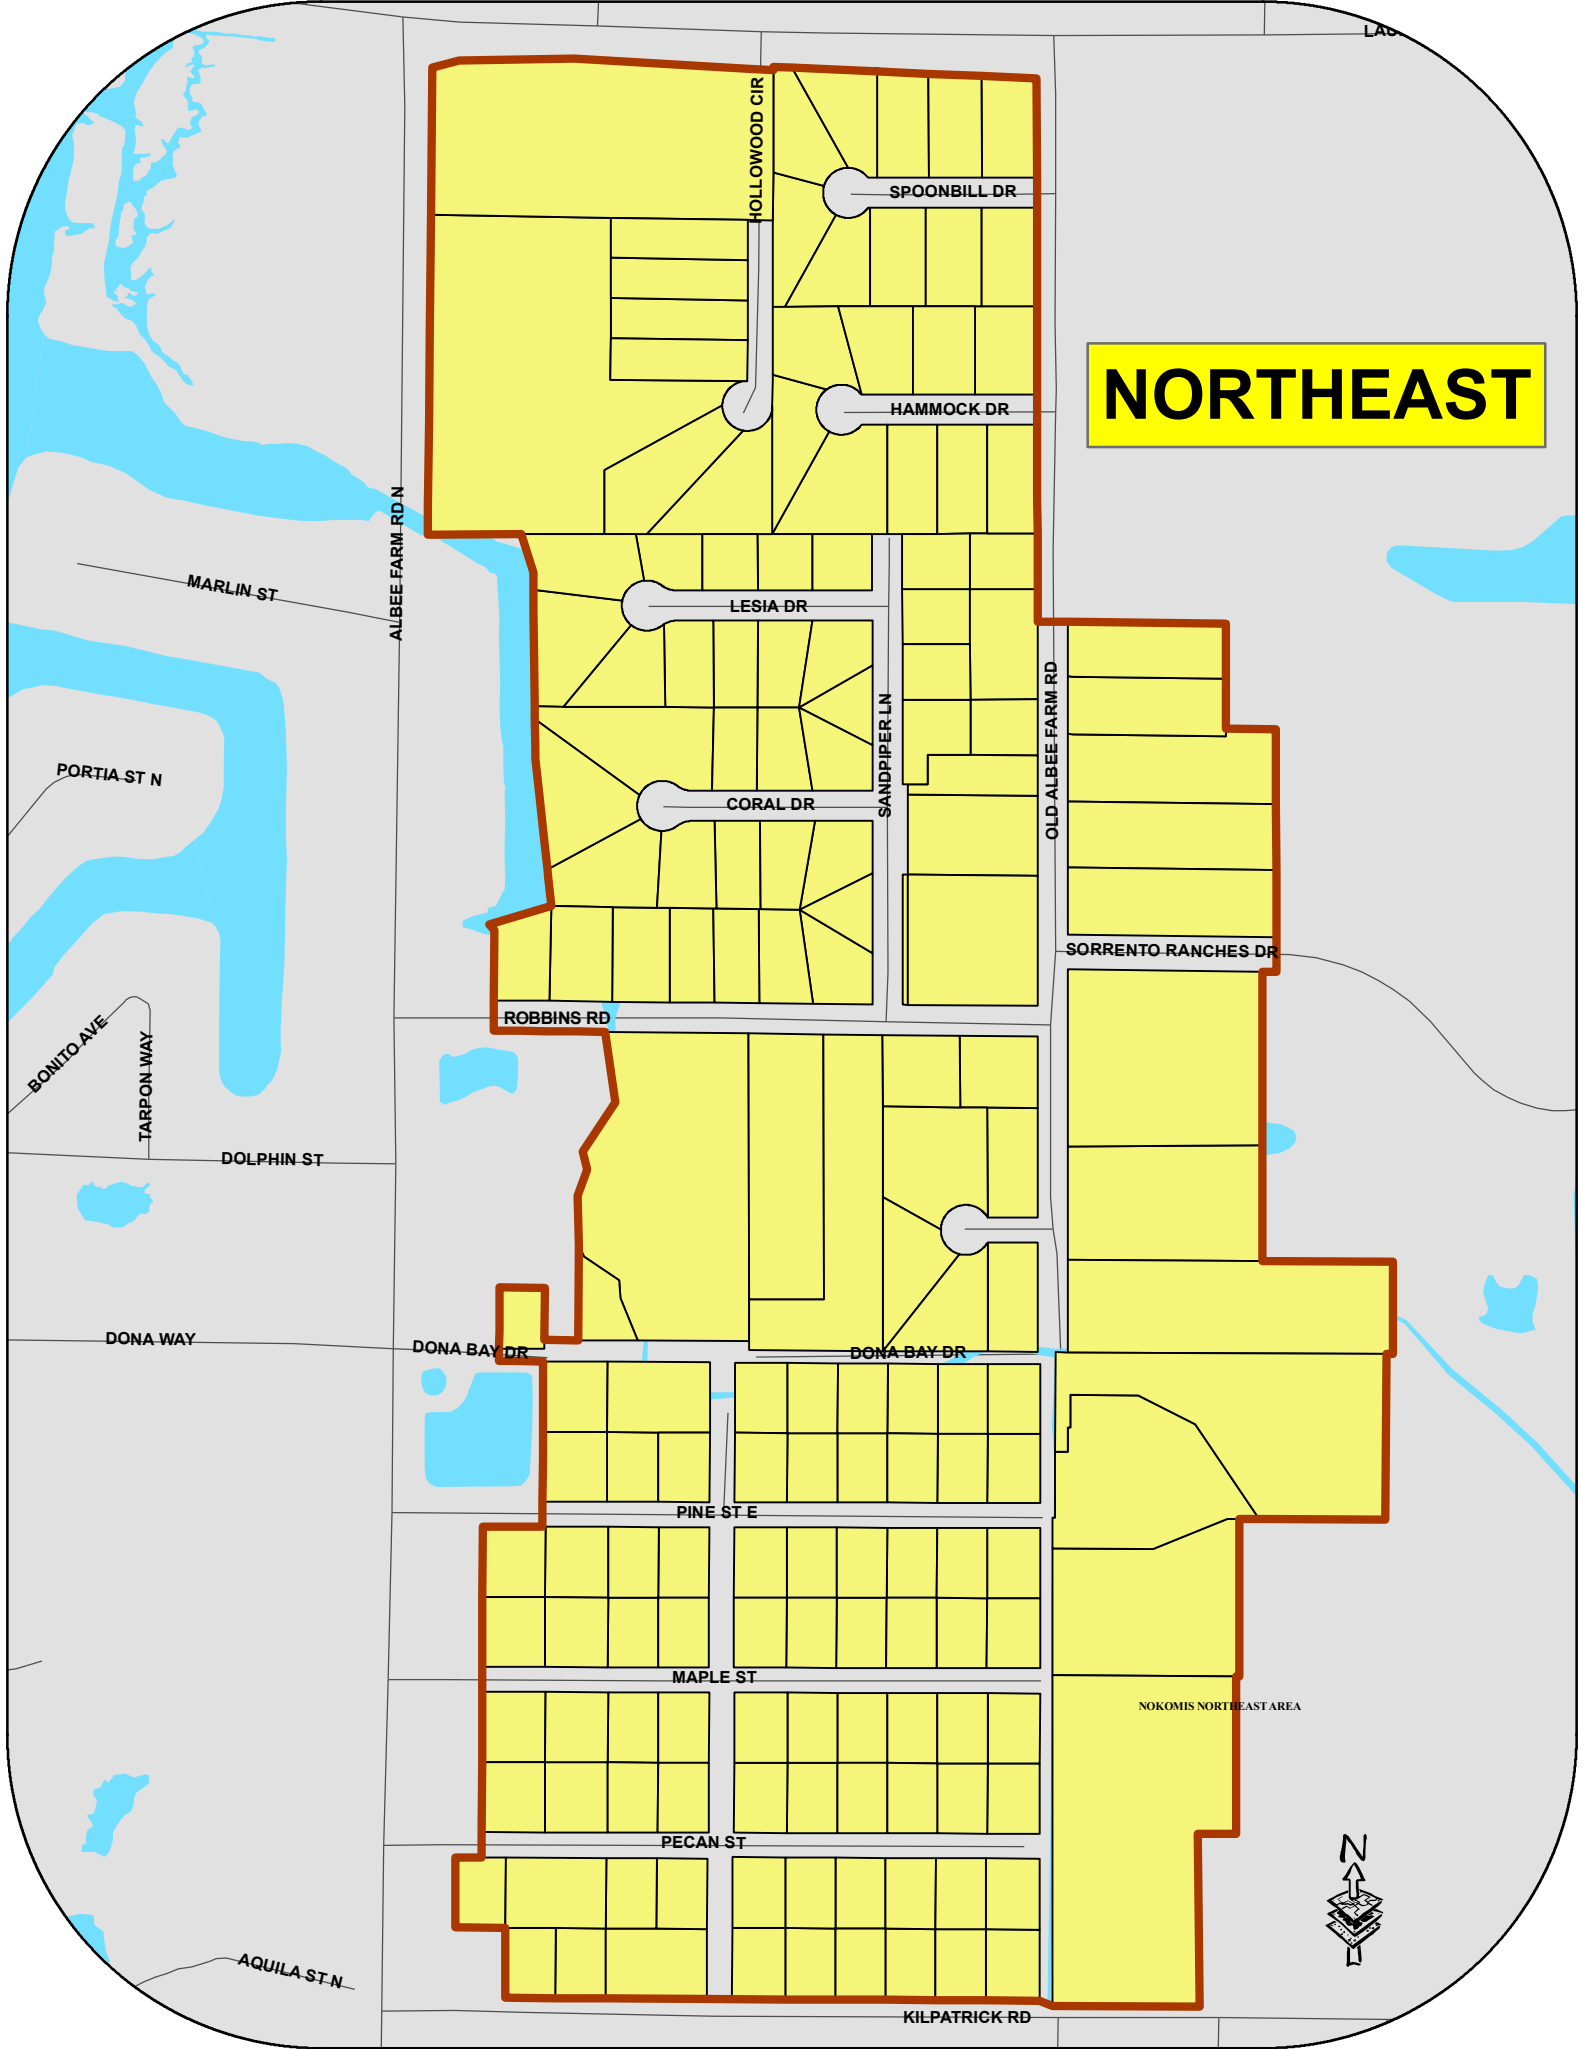 HOLLOWOOD CIR
SPOONBILL DR
NORTHEAST
HAMMOCK DR
ALBEE FARM RD N
MARLIN ST
LESIA DR
SANDPIPER LN
OLD ALBEE FARM RD
PORTIA ST N
CORAL DR
SORRENTO RANCHES DR
ROBBINS RD
BONITO AVE
TARPON WAY
DOLPHIN ST
DONA WAY
DONA BAY DR
DONA BAY DR
PINE ST E
MAPLE ST
NOKOMIS NORTHEAST AREA
PECAN ST
N
AQUILA ST N
KILPATRICK RD